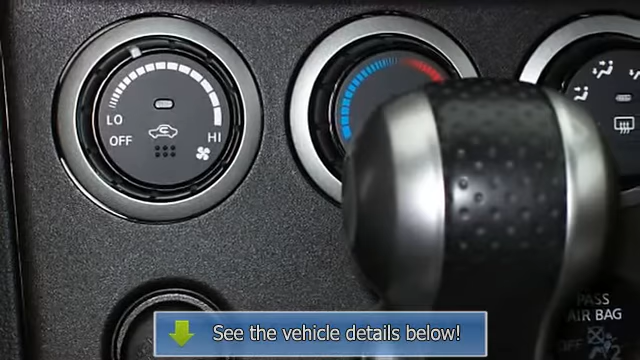 LO
OFF
HI
PASS
AIR BAG
OFF
See the vehicle details below!